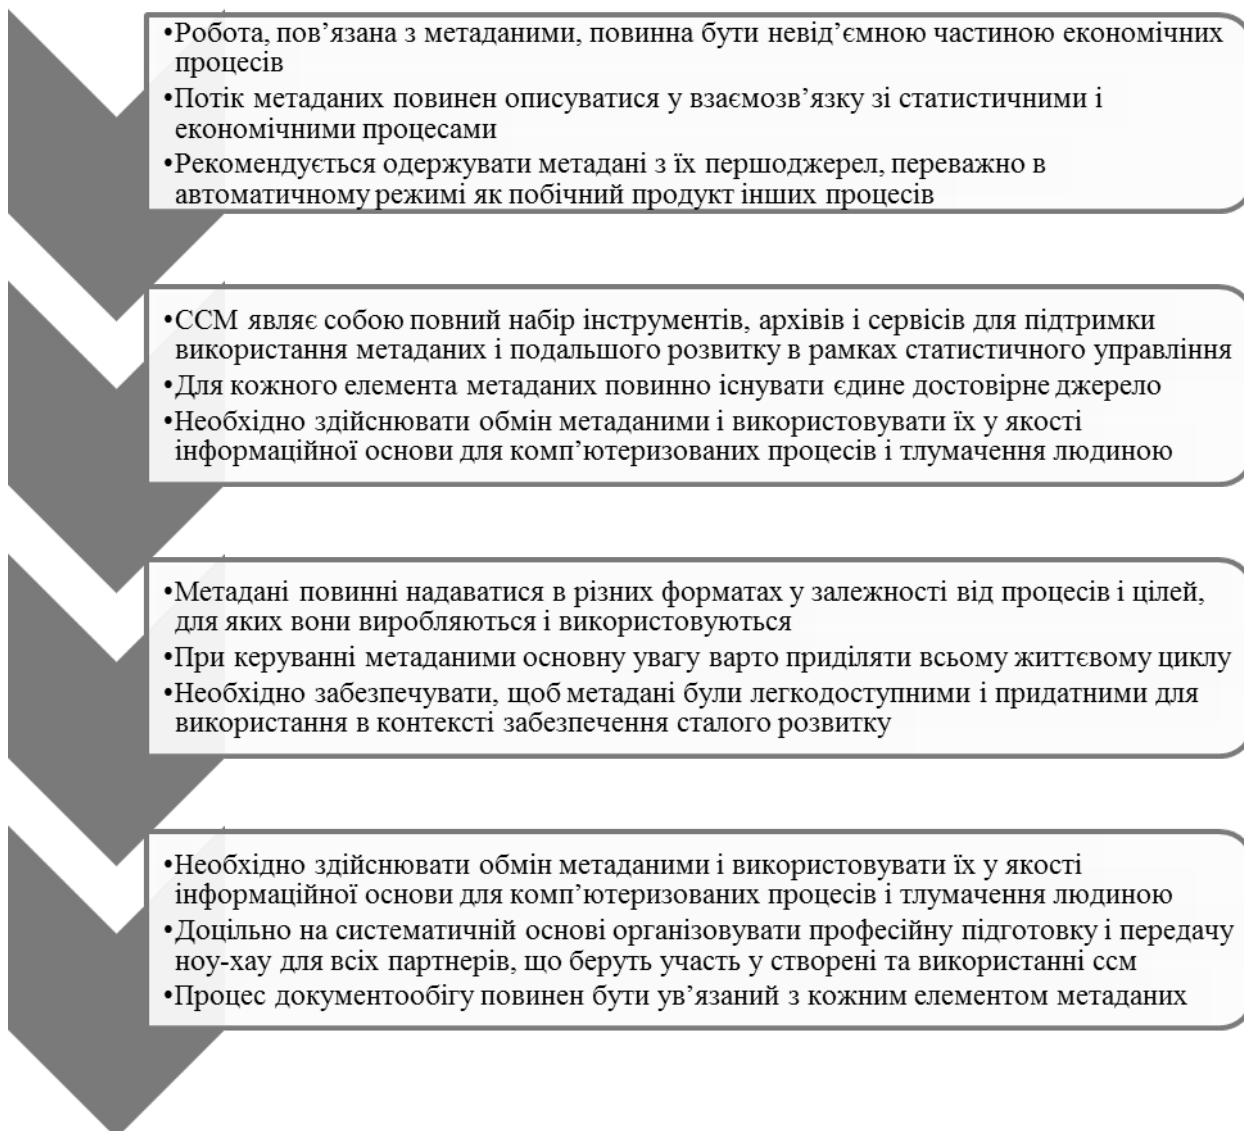 •Робота, пов’язана з метаданими, повинна бути невід’ємною частиною економічних
процесів
•Потік метаданих повинен описуватися у взаємозв’язку зі статистичними і
економічними процесами
•Рекомендується одержувати метадані з їх першоджерел, переважно в
автоматичному режимі як побічний продукт інших процесів
•ССМ являє собою повний набір інструментів, архівів і сервісів для підтримки
використання метаданих і подальшого розвитку в рамках статистичного управління
•Для кожного елемента метаданих повинно існувати єдине достовірне джерело
•Необхідно здійснювати обмін метаданими і використовувати їх у якості
інформаційної основи для комп’ютеризованих процесів і тлумачення людиною
•Метадані повинні надаватися в різних форматах у залежності від процесів і цілей,
для яких вони виробляються і використовуються
•При керуванні метаданими основну увагу варто приділяти всьому життєвому циклу
•Необхідно забезпечувати, щоб метадані були легкодоступними і придатними для
використання в контексті забезпечення сталого розвитку
•Необхідно здійснювати обмін метаданими і використовувати їх у якості
інформаційної основи для комп’ютеризованих процесів і тлумачення людиною
•Доцільно на систематичній основі організовувати професійну підготовку і передачу
ноу-хау для всіх партнерів, що беруть участь у створені та використанні ссм
•Процес документообігу повинен бути ув’язаний з кожним елементом метаданих